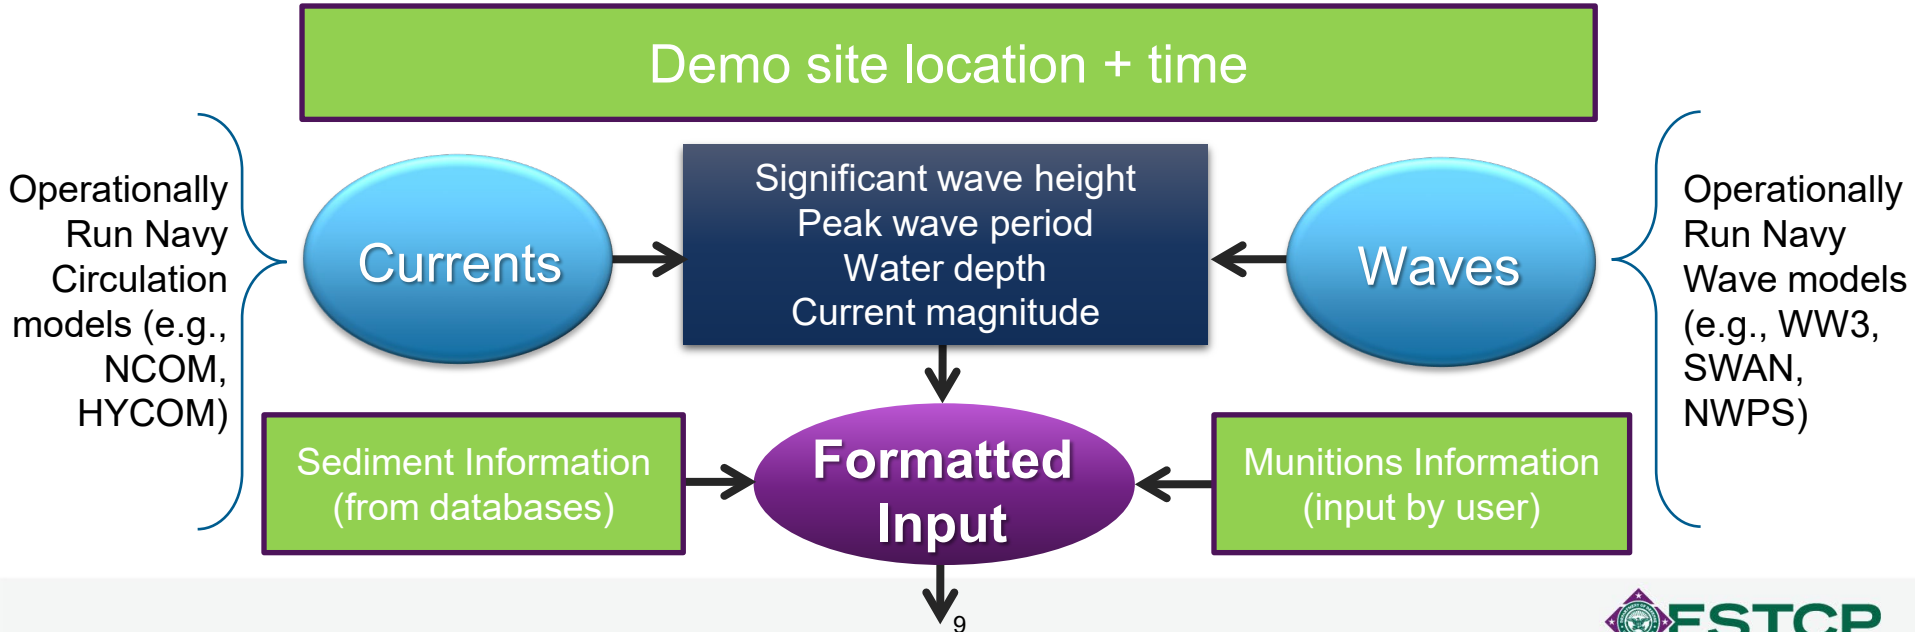 Demo site location + time
Operationally
Run Navy
Circulation
models (e.g.,
NCOM,
HYCOM)
Currents
Significant wave height
Peak wave period
Water depth
Current magnitude
Waves
Operationally
Run Navy
Wave models
(e.g., WW3,
SWAN,
NWPS)
Sediment Information
(from databases)
Formatted
Input
Munitions Information
(input by user)
9
ESTCP